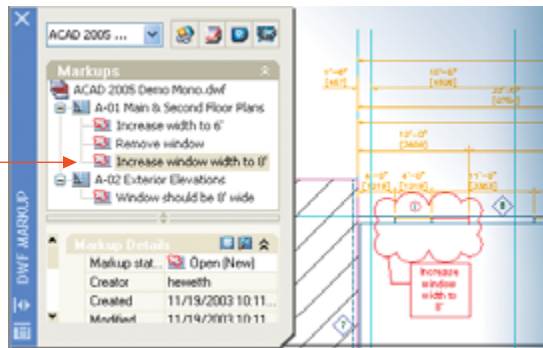 ACAD 2005 ...
Markups
ACAD 2005 Demo Mono.dwf
A-01 Main & Second Floor Plans
Increase width to 6'
Remove window
Increase window width to 8'
A-02 Exterior Elevations
Window should be 8' wide
Markup Details
Markup stat... Open (New)
Creator hewetth
Created 11/19/2003 10:11...
Modified 11/19/2003 10:11
DWF MARKUP
Increase
window
width to
8'